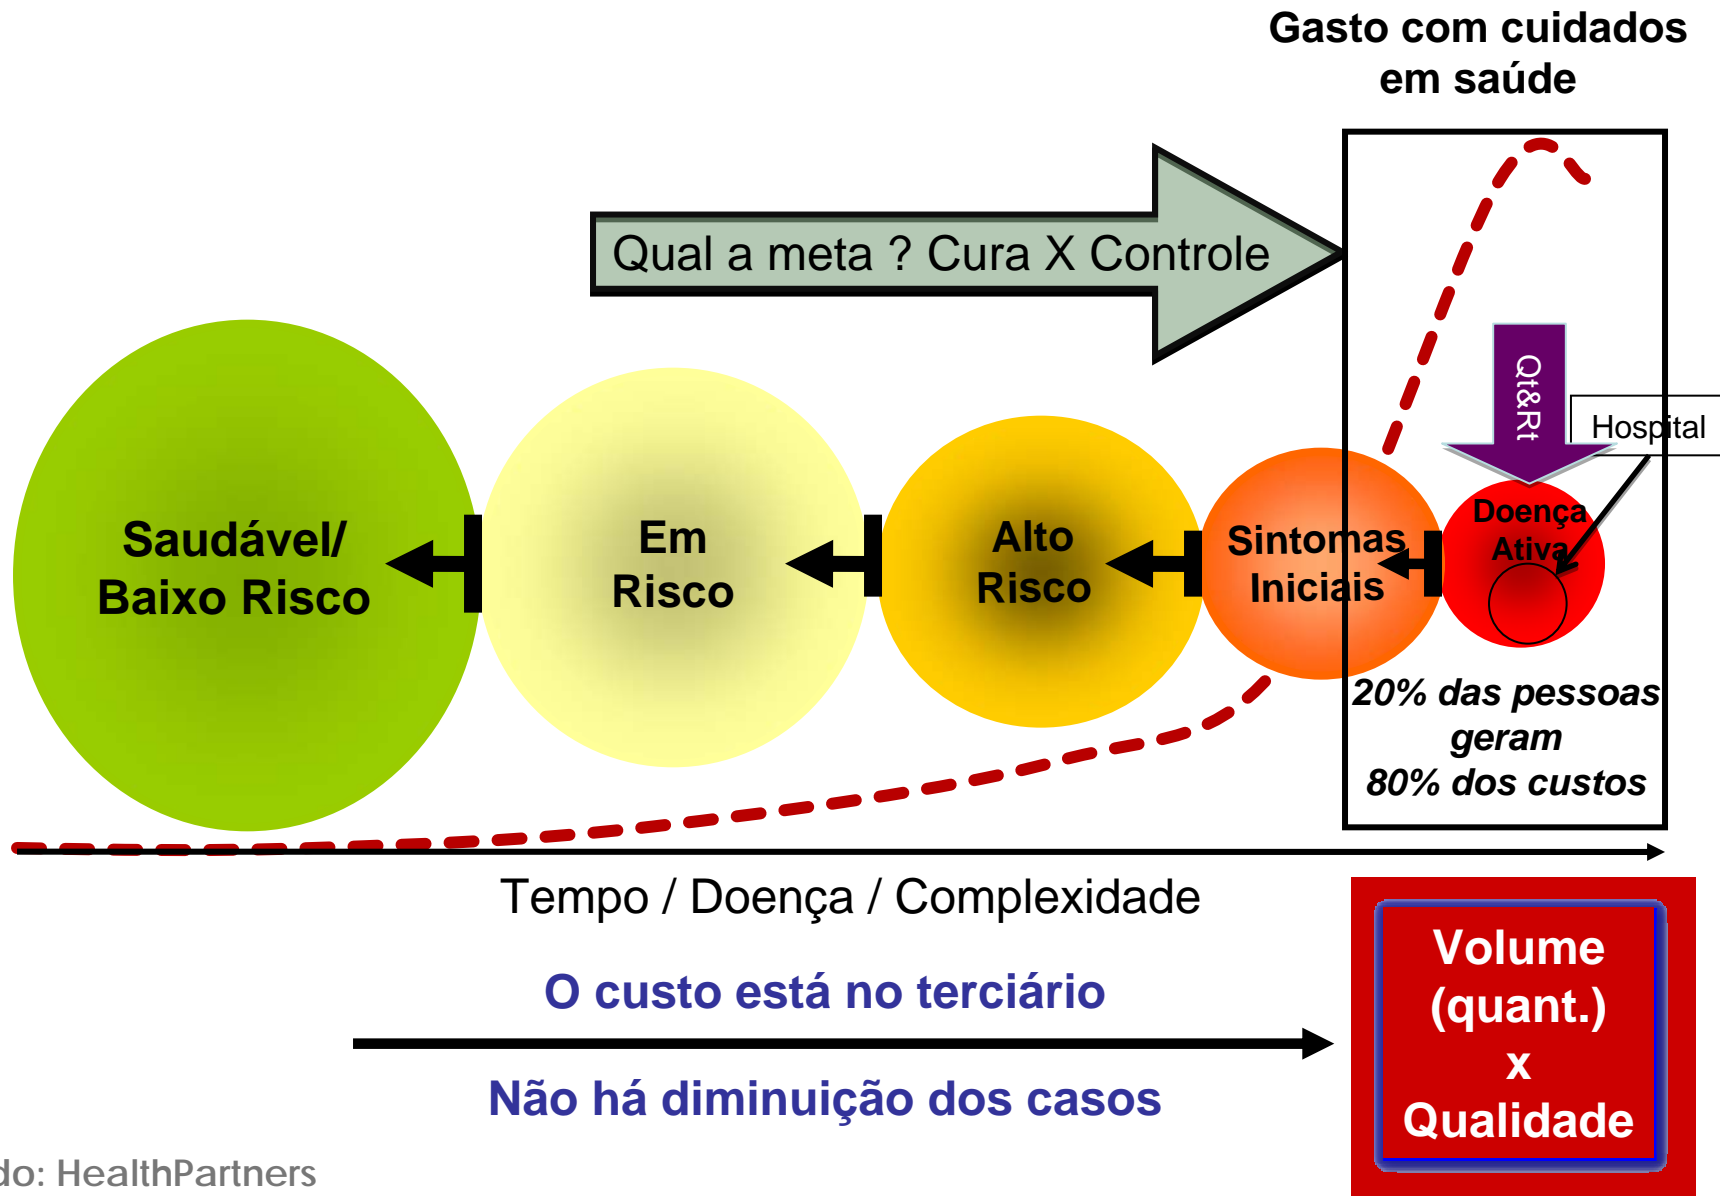 Gasto com cuidados
em saúde
Qual a meta ? Cura X Controle
Qt&Rt
Hospital
Saudável/
Baixo Risco
Em
Risco
Alto
Risco
Sintomas
Iniciais
Doença
Ativa
20% das pessoas
geram
80% dos custos
Tempo / Doença / Complexidade
O custo está no terciário
Não há diminuição dos casos
Volume
(quant.)
x
Qualidade
do: HealthPartners